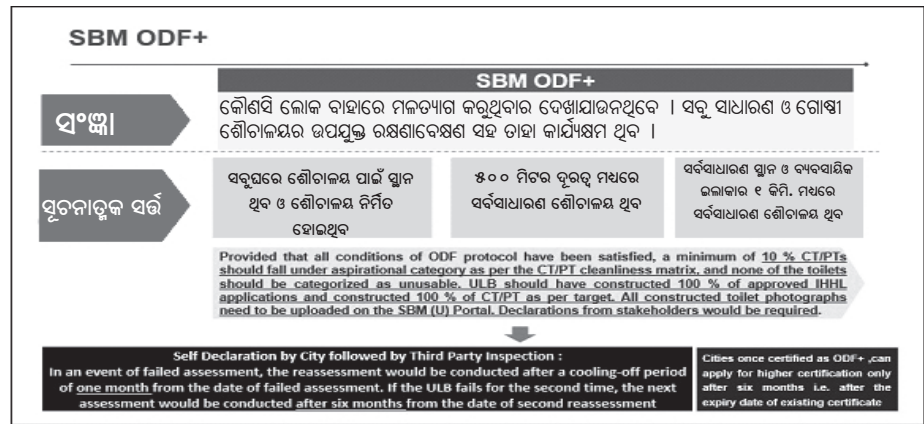 SBM ODF+
SBM ODF+
ସଂଜ୍ଞା
କୌଣସି ଲୋକ ବାହାରେ ମଳତ୍ୟାଗ କରୁଥିବାର ଦେଖାଯାଉନଥିବେ । ସବୁ ସାଧାରଣ ଓ ଗୋଷ୍ଠୀ
ଶୌଚାଳୟର ଉପଯୁକ୍ତ ରକ୍ଷଣାବେକ୍ଷଣ ସହ ତାହା କାର୍ଯ୍ୟକ୍ଷମ ଥିବ ।
ସୂଚନାତ୍ମକ ସର୍ତ୍ତ
ସବୁଘରେ ଶୌଚାଳୟ ପାଇଁ ସ୍ଥାନ
ଥିବ ଓ ଶୌଚାଳୟ ନିର୍ମିତ
ହୋଇଥିବ
୫୦୦ ମିଟର ଦୂରତ୍ୱ ମଧ୍ୟରେ
ସର୍ବସାଧାରଣ ଶୌଚାଳୟ ଥିବ
ସର୍ବସାଧାରଣ ସ୍ଥାନ ଓ ବ୍ୟବସାୟିକ
ଇଲାକାର ୧ କିମି. ମଧ୍ୟରେ
ସର୍ବସାଧାରଣ ଶୌଚାଳୟ ଥିବ
Provided that all conditions of ODF protocol have been satisfied, a minimum of 10 % CT/PTs
should fall under aspirational category as per the CT/PT cleanliness matrix, and none of the toilets
should be categorized as unusable. ULB should have constructed 100 % of approved IHHL
applications and constructed 100 % of CT/PT as per target. All constructed toilet photographs
need to be uploaded on the SBM (U) Portal. Declarations from stakeholders would be required.
Self Declaration by City followed by Third Party Inspection :
In an event of failed assessment, the reassessment would be conducted after a cooling-off period
of one month from the date of failed assessment. If the ULB fails for the second time, the next
assessment would be conducted after six months from the date of second reassessment
Cities once certified as ODF+ ,can
apply for higher certification only
after six months i.e. after the
expiry date of existing certificate